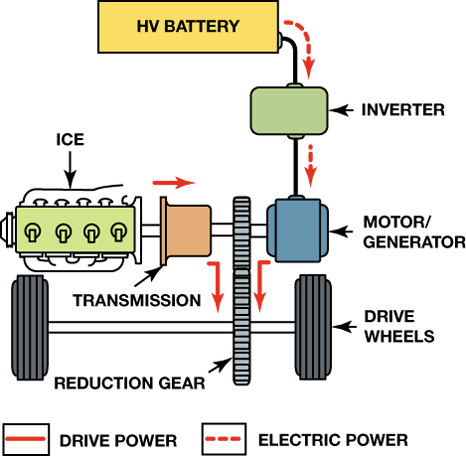 HV BATTERY
INVERTER
ICE
MOTOR/
GENERATOR
TRANSMISSION
DRIVE
WHEELS
REDUCTION GEAR
DRIVE POWER
ELECTRIC POWER